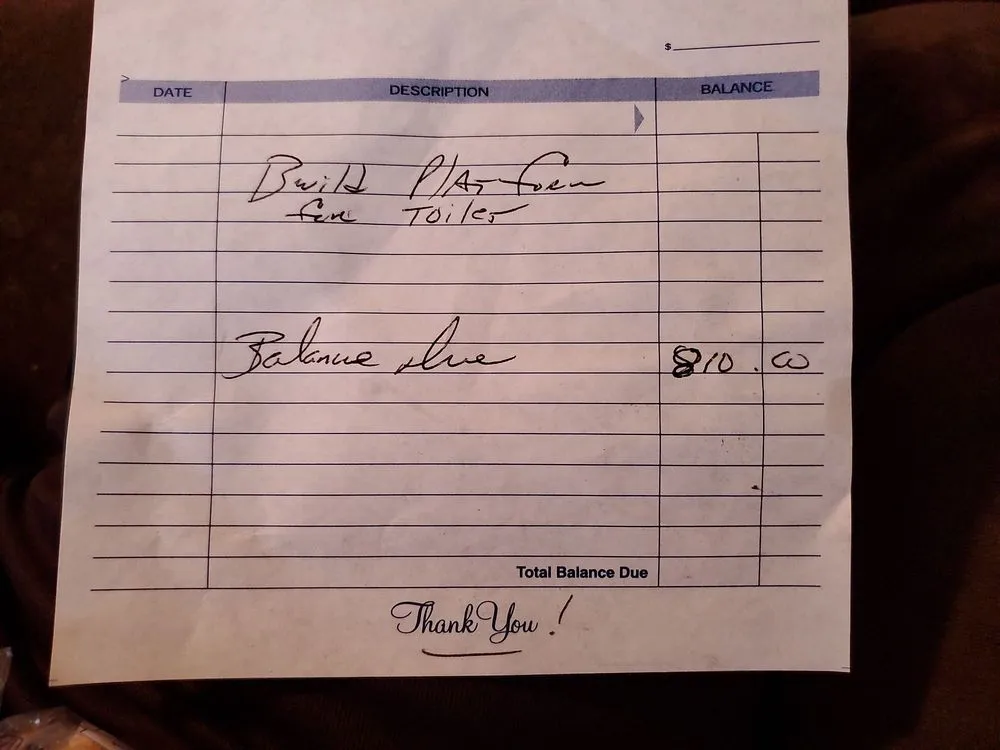 $
DATE DESCRIPTION BALANCE
Build Platform
for Toilet
Balance due 810.00
Total Balance Due
Thank You!